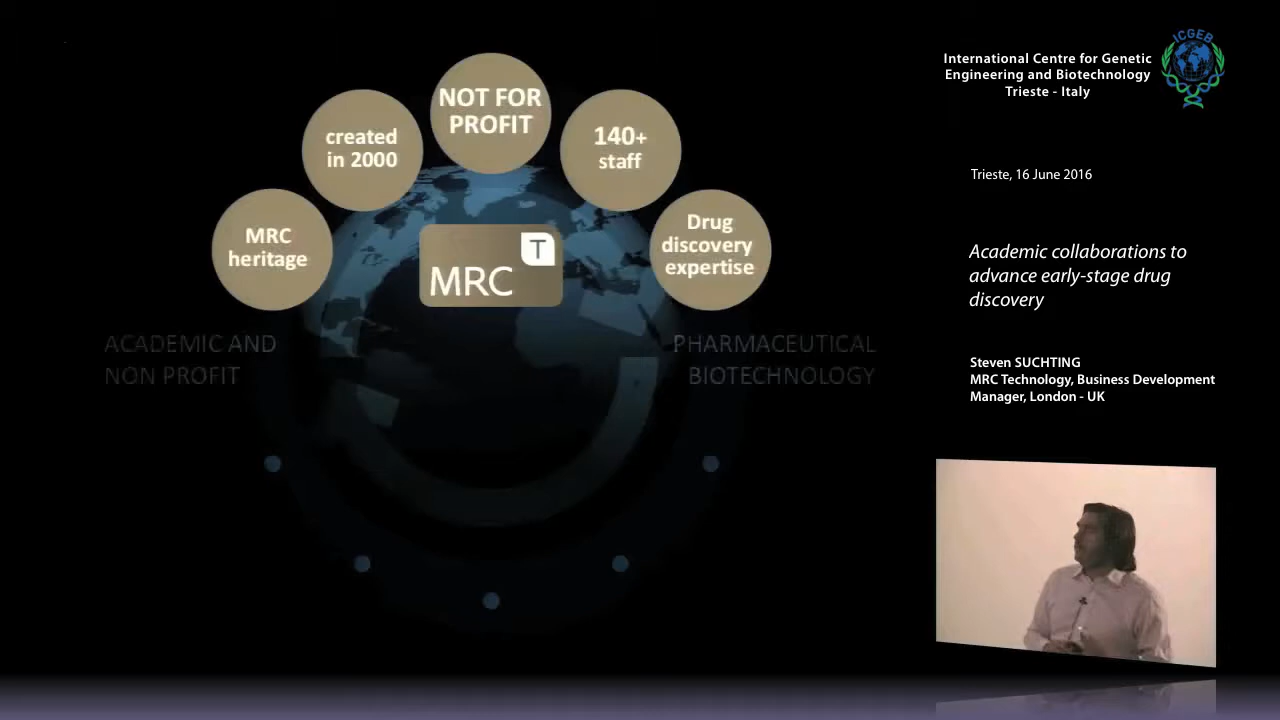 NOT FOR
PROFIT
created
in 2000
140+
staff
MRC
heritage
Drug
discovery
expertise
T
MRC
ACADEMIC AND
NON PROFIT
PHARMACEUTICAL
BIOTECHNOLOGY
International Centre for Genetic
Engineering and Biotechnology
Trieste - Italy
ICGEB
Trieste, 16 June 2016
Academic collaborations to
advance early-stage drug
discovery
Steven SUCHTING
MRC Technology, Business Development
Manager, London - UK